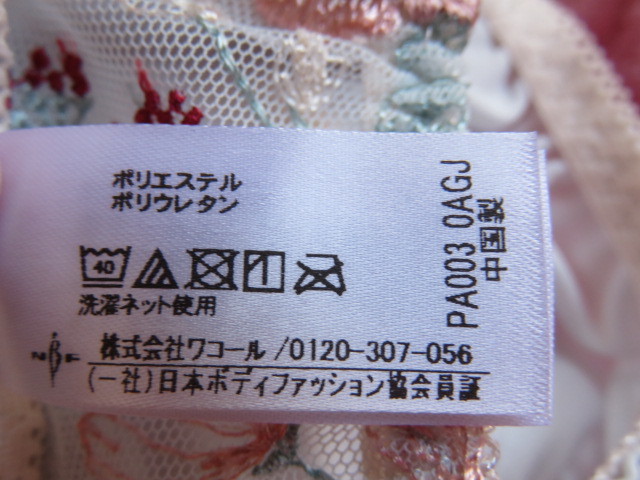 ポリエステル
ポリウレタン
40
洗濯ネット使用
株式会社ワコール/0120-307-056
(一社)日本ボディファッション協会員証
PA003 0AGJ
中国製